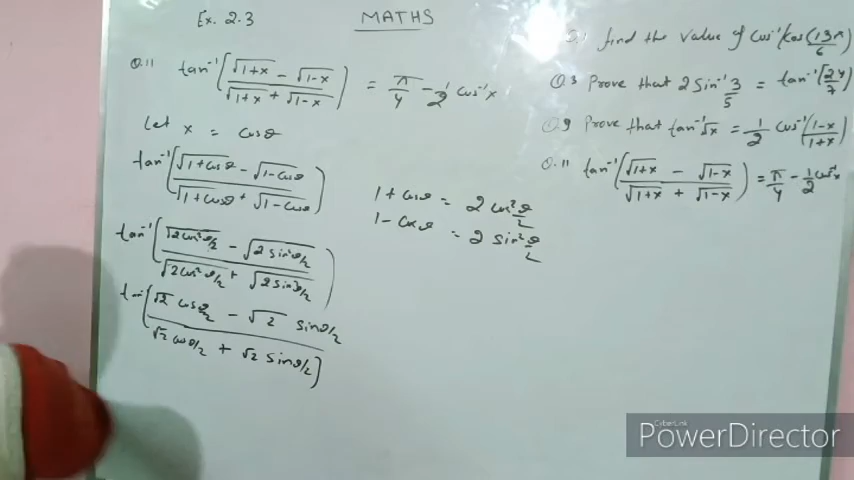 Ex. 2.3
MATHS
Q.11 tan⁻¹(√1+x − √1−x / √1+x + √1−x) = π/4 − 1/2 cos⁻¹x
Let x = cosθ
tan⁻¹(√1+cosθ − √1−cosθ / √1+cosθ + √1−cosθ)
1 + cosθ = 2 cos² θ/2
1 − cosθ = 2 sin² θ/2
tan⁻¹(√2cos²θ/2 − √2 sin²θ/2 / √2cos²θ/2 + √2sin²θ/2)
tan⁻¹(√2 cosθ/2 − √2 sinθ/2 / √2 cosθ/2 + √2 sinθ/2)
find the value of cos⁻¹(cos(13π/6)
Q.3 Prove that 2 sin⁻¹ 3/5 = tan⁻¹(24/7)
Q.9 Prove that tan⁻¹√x = 1/2 cos⁻¹(1−x/1+x)
Q.11 tan⁻¹(√1+x − √1−x / √1+x + √1−x) = π/4 − 1/2 cos⁻¹x
CyberLink
PowerDirector